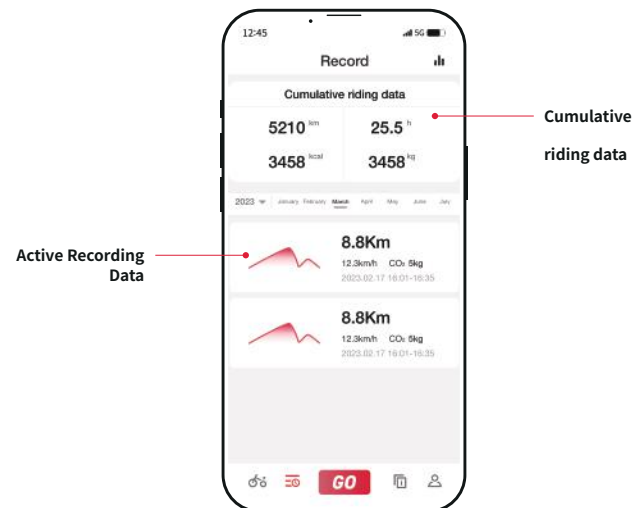 12:45
5G
Record
Cumulative riding data
5210 km
25.5 h
3458 kcal
3458 kg
Cumulative
riding data
2023 January February March April May June July
Active Recording
Data
8.8Km
12.3km/h CO₂ 5kg
2023.02.17 16:01-16:35
8.8Km
12.3km/h CO₂ 5kg
2023.02.17 16:01-16:35
GO